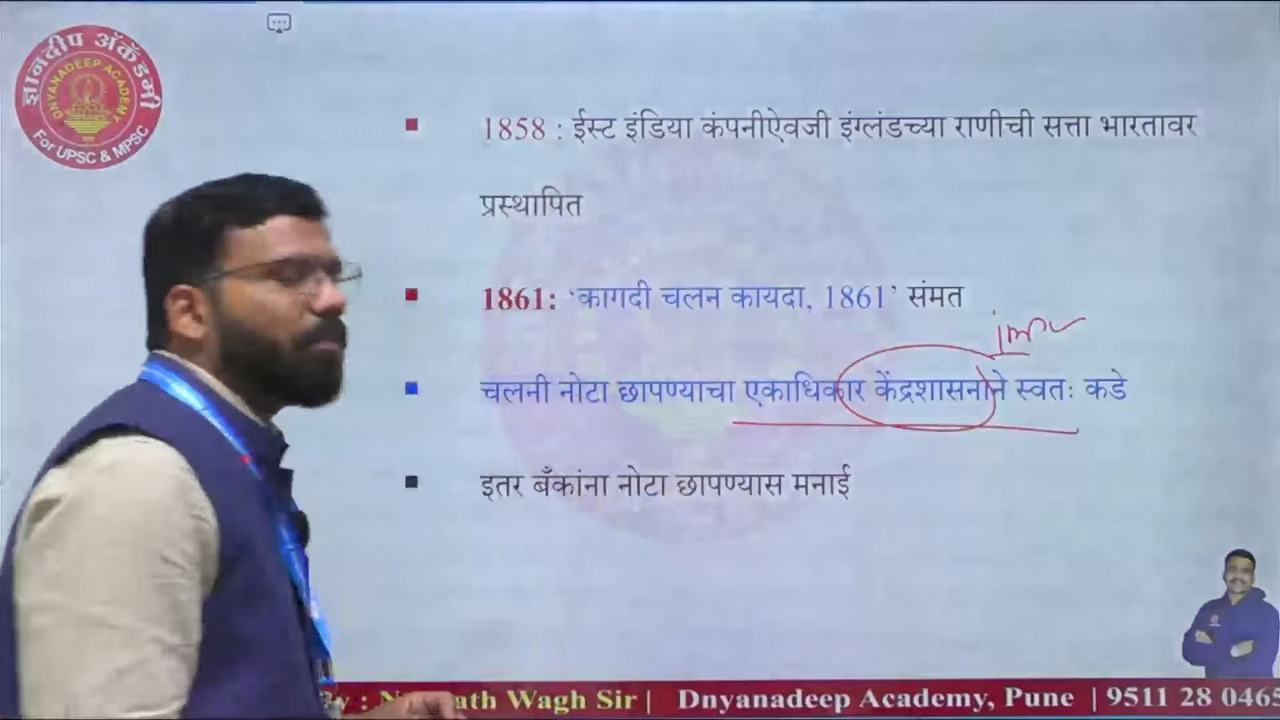 ज्ञानदीप अॅकॅडमी
DNYANADEEP ACADEMY
For UPSC & MPSC
1858 : ईस्ट इंडिया कंपनीऐवजी इंग्लंडच्या राणीची सत्ता भारतावर
प्रस्थापित
1861: ‘कागदी चलन कायदा, 1861’ संमत
चलनी नोटा छापण्याचा एकाधिकार केंद्रशासनाने स्वतः कडे
इतर बँकांना नोटा छापण्यास मनाई
Wagh Sir | Dnyanadeep Academy, Pune | 9511 28 0465